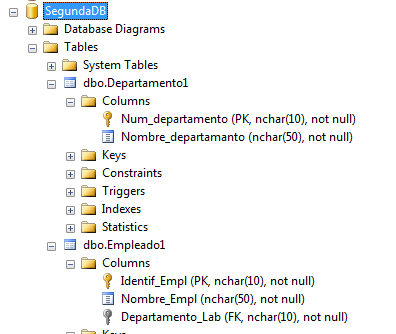 SegundaDB
Database Diagrams
Tables
System Tables
dbo.Departamento1
Columns
Num_departamento (PK, nchar(10), not null)
Nombre_departamanto (nchar(50), not null)
Keys
Constraints
Triggers
Indexes
Statistics
dbo.Empleado1
Columns
Identif_Empl (PK, nchar(10), not null)
Nombre_Empl (nchar(50), not null)
Departamento_Lab (FK, nchar(10), not null)